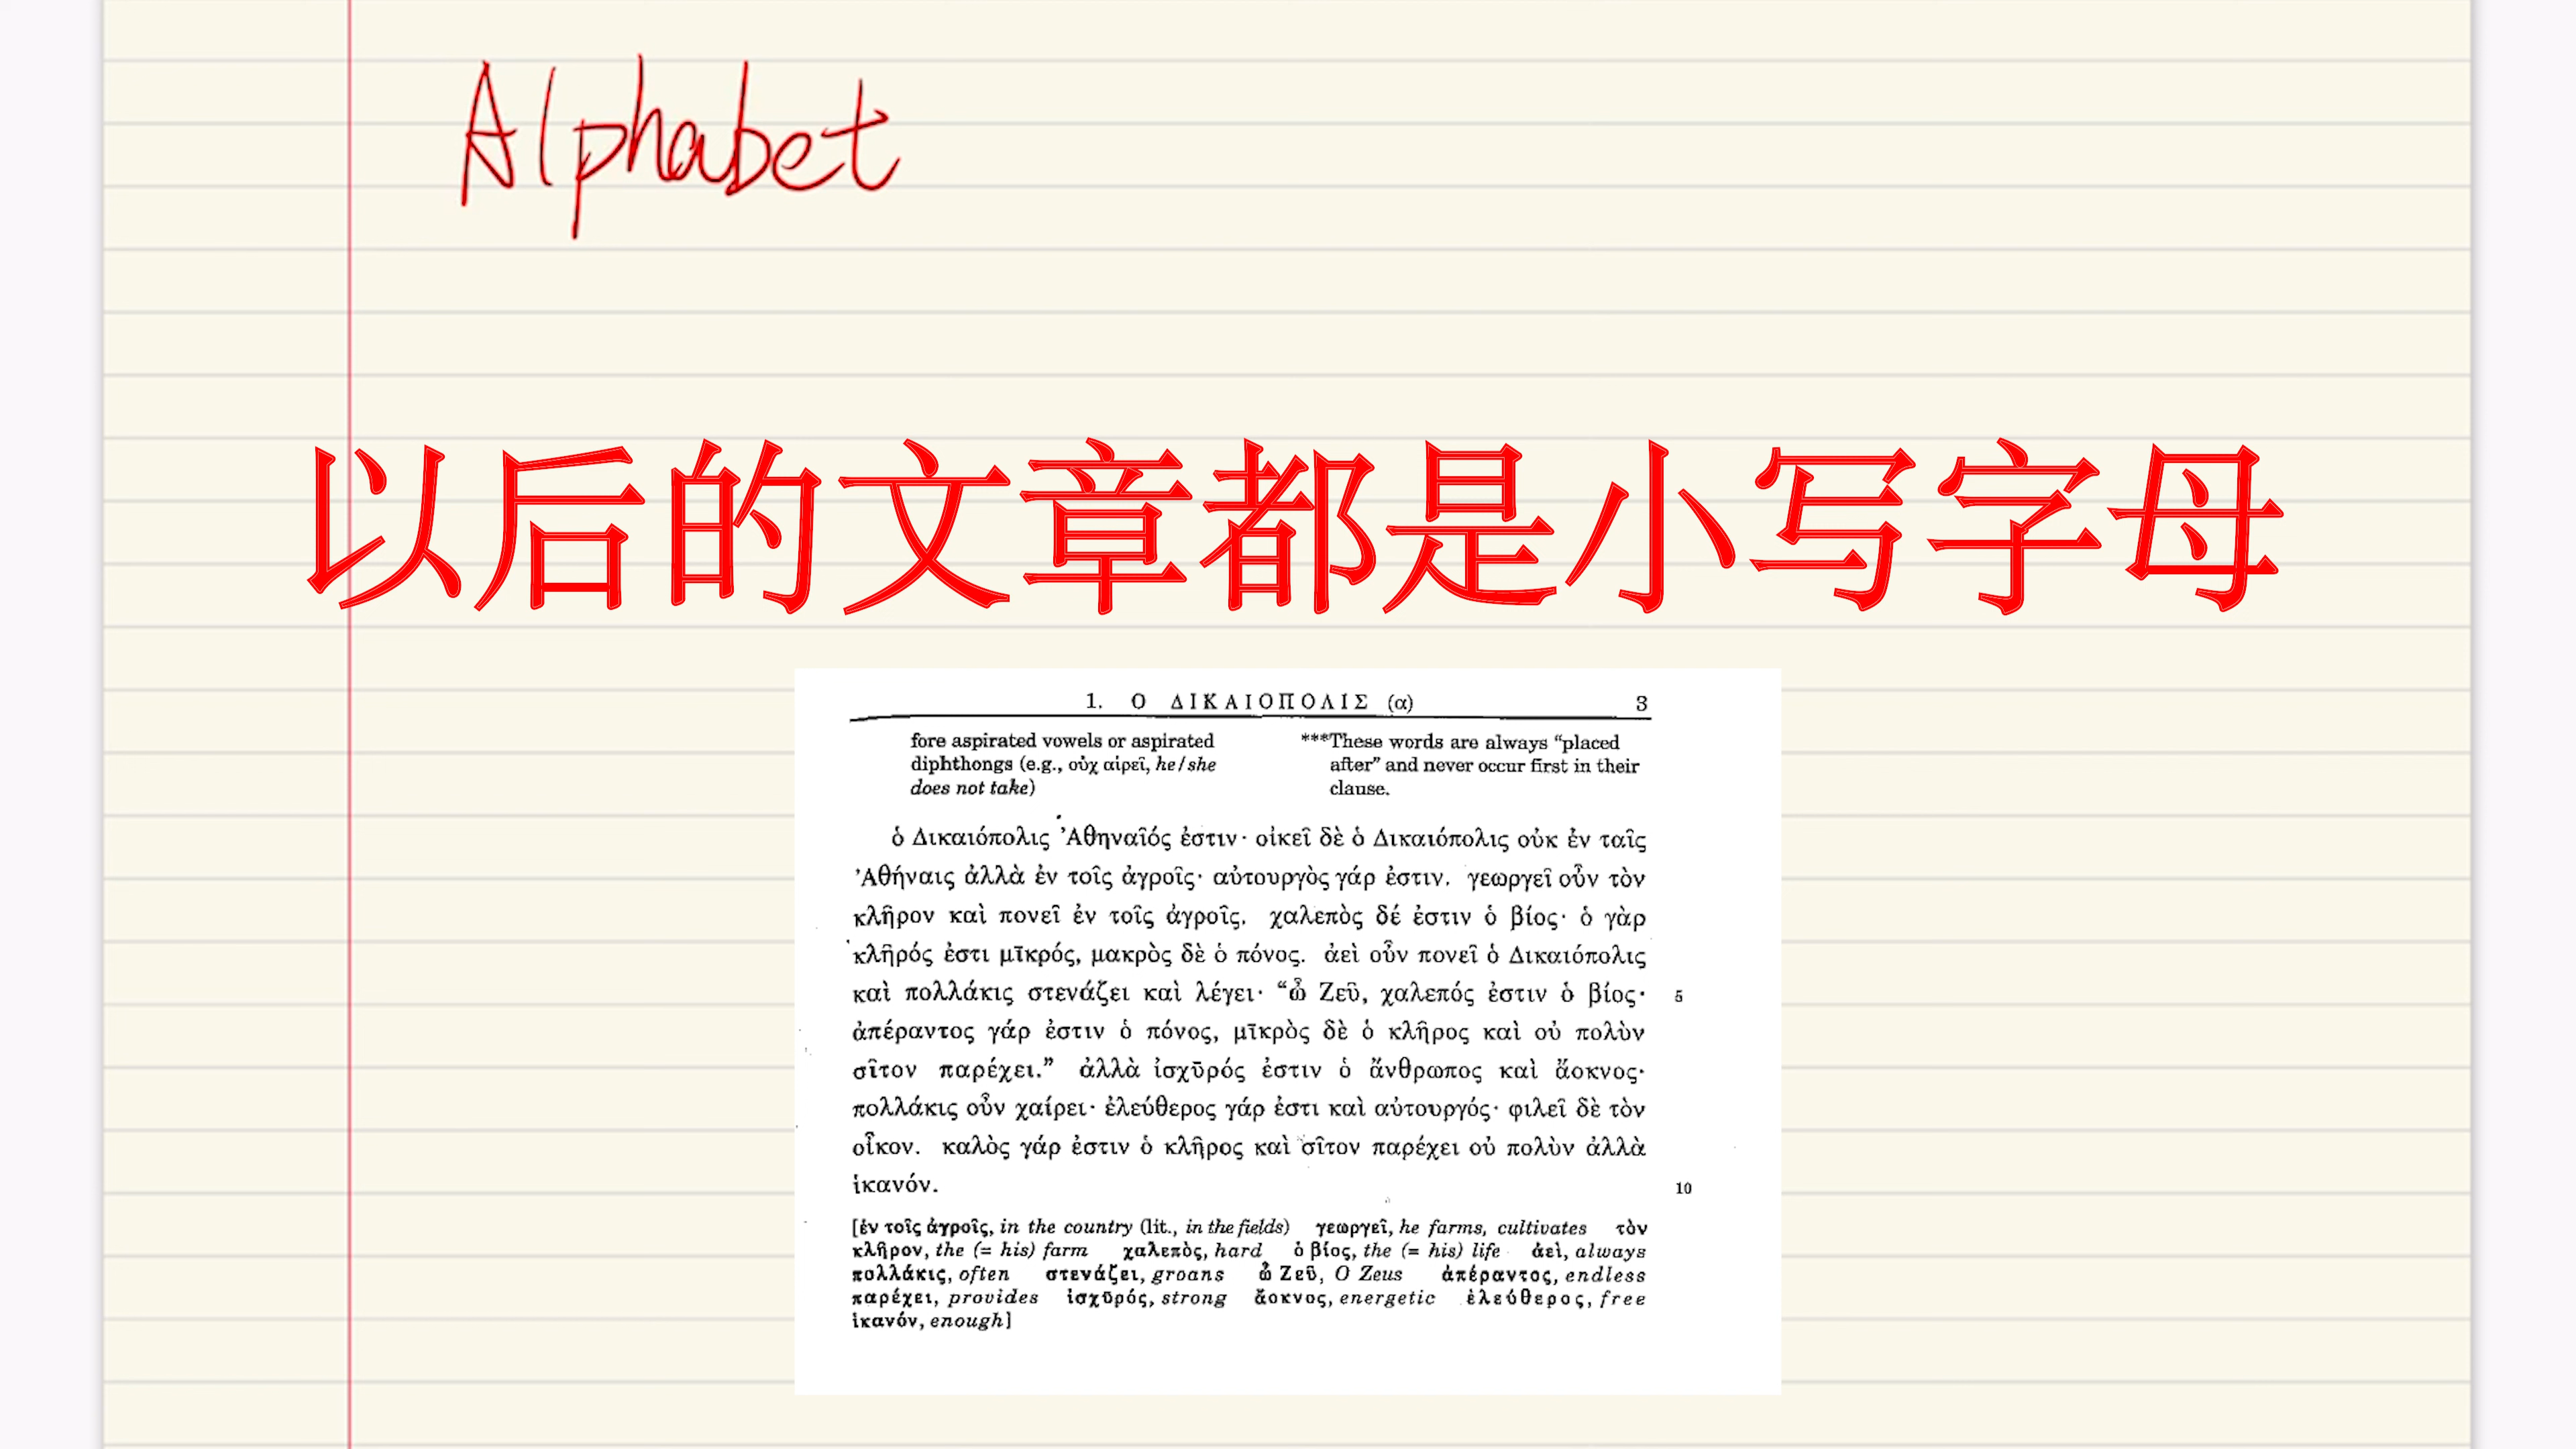 Alphabet
以后的文章都是小写字母
1. Ο ΔΙΚΑΙΟΠΟΛΙΣ (α) 3
fore aspirated vowels or aspirated
diphthongs (e.g., οὐχ αἱρεῖ, he/she
does not take)
***These words are always “placed
after” and never occur first in their
clause.
ὁ Δικαιόπολις Ἀθηναῖός ἐστιν· οἰκεῖ δὲ ὁ Δικαιόπολις οὐκ ἐν ταῖς
Ἀθήναις ἀλλὰ ἐν τοῖς ἀγροῖς· αὐτουργὸς γάρ ἐστιν. γεωργεῖ οὖν τὸν
κλῆρον καὶ πονεῖ ἐν τοῖς ἀγροῖς. χαλεπὸς δέ ἐστιν ὁ βίος· ὁ γὰρ
κλῆρός ἐστι μῑκρός, μακρὸς δὲ ὁ πόνος. ἀεὶ οὖν πονεῖ ὁ Δικαιόπολις
καὶ πολλάκις στενάζει καὶ λέγει· “ὦ Ζεῦ, χαλεπός ἐστιν ὁ βίος· 5
ἀπέραντος γάρ ἐστιν ὁ πόνος, μῑκρὸς δὲ ὁ κλῆρος καὶ οὐ πολὺν
σῖτον παρέχει.” ἀλλὰ ἰσχῡρός ἐστιν ὁ ἄνθρωπος καὶ ἄοκνος·
πολλάκις οὖν χαίρει· ἐλεύθερος γάρ ἐστι καὶ αὐτουργός· φιλεῖ δὲ τὸν
οἶκον. καλὸς γάρ ἐστιν ὁ κλῆρος καὶ σῖτον παρέχει οὐ πολὺν ἀλλὰ
ἱκανόν. 10
[ἐν τοῖς ἀγροῖς, in the country (lit., in the fields) γεωργεῖ, he farms, cultivates τὸν
κλῆρον, the (= his) farm χαλεπὸς, hard ὁ βίος, the (= his) life ἀεὶ, always
πολλάκις, often στενάζει, groans ὦ Ζεῦ, O Zeus ἀπέραντος, endless
παρέχει, provides ἰσχῡρός, strong ἄοκνος, energetic ἐλεύθερος, free
ἱκανόν, enough]